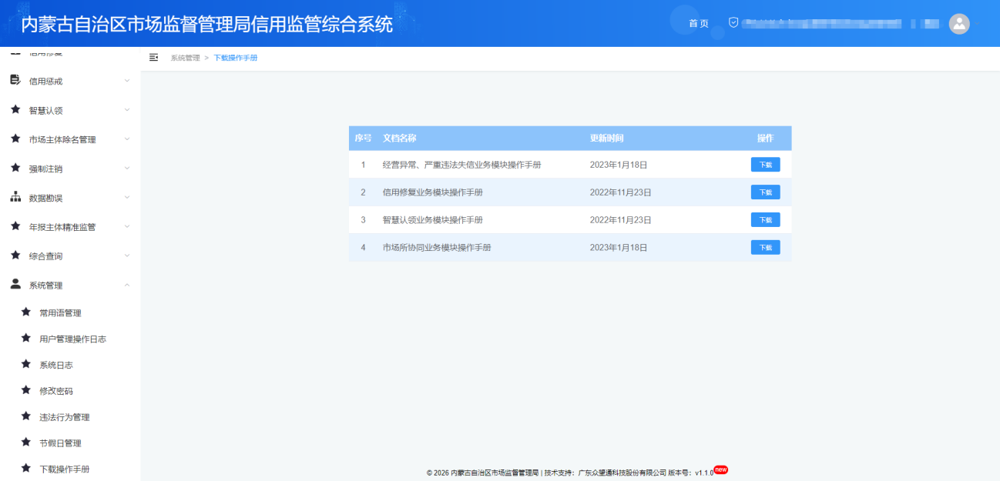 内蒙古自治区市场监督管理局信用监管综合系统
首页
信用修复
系统管理 > 下载操作手册
信用惩戒
智慧认领
市场主体除名管理
强制注销
数据勘误
年报主体精准监管
综合查询
系统管理
常用语管理
用户管理操作日志
系统日志
修改密码
违法行为管理
节假日管理
下载操作手册
序号 文档名称 更新时间 操作
1 经营异常、严重违法失信业务模块操作手册 2023年1月18日 下载
2 信用修复业务模块操作手册 2022年11月23日 下载
3 智慧认领业务模块操作手册 2022年11月23日 下载
4 市场所协同业务模块操作手册 2023年1月18日 下载
© 2026 内蒙古自治区市场监督管理局 | 技术支持：广东众望通科技股份有限公司 版本号：v1.1.0 new